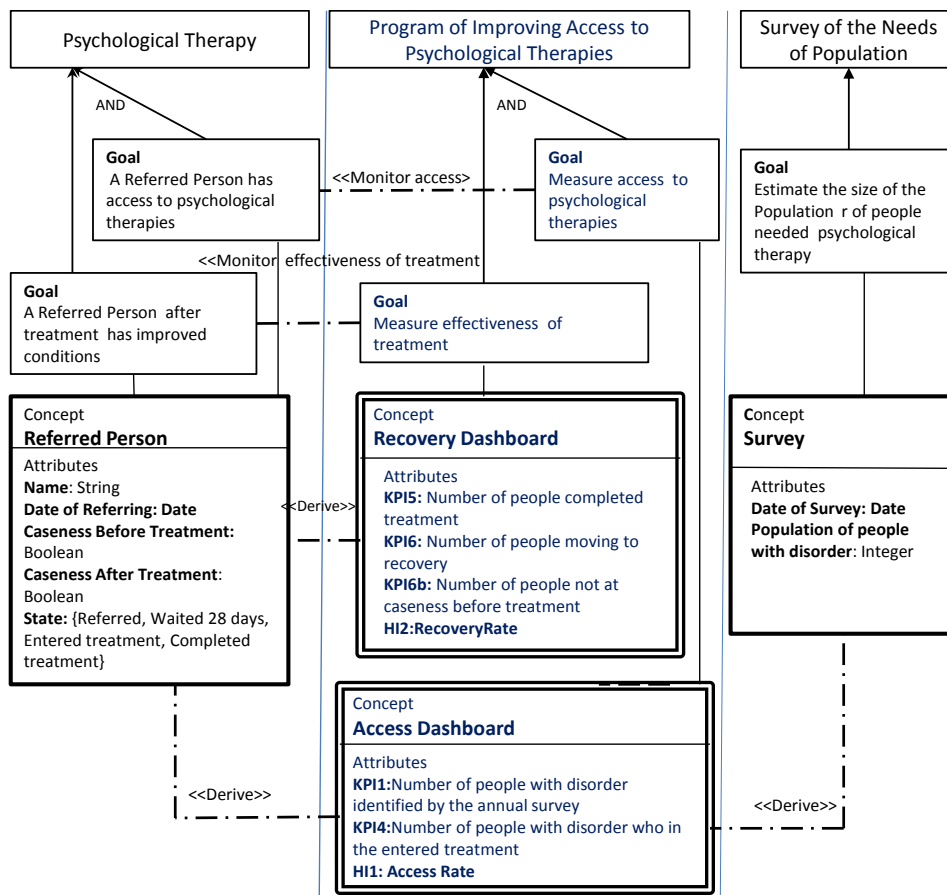 Psychological Therapy
Program of Improving Access to
Psychological Therapies
Survey of the Needs
of Population
AND
AND
Goal
A Referred Person has
access to psychological
therapies
<<Monitor access>
Goal
Measure access to
psychological
therapies
Goal
Estimate the size of the
Population r of people
needed psychological
therapy
<<Monitor effectiveness of treatment
Goal
A Referred Person after
treatment has improved
conditions
Goal
Measure effectiveness of
treatment
Concept
Referred Person
Attributes
Name: String
Date of Referring: Date
Caseness Before Treatment:
Boolean
Caseness After Treatment:
Boolean
State: {Referred, Waited 28 days,
Entered treatment, Completed
treatment}
<<Derive>>
Concept
Recovery Dashboard
Attributes
KPI5: Number of people completed
treatment
KPI6: Number of people moving to
recovery
KPI6b: Number of people not at
caseness before treatment
HI2:RecoveryRate
Concept
Survey
Attributes
Date of Survey: Date
Population of people
with disorder: Integer
Concept
Access Dashboard
Attributes
KPI1:Number of people with disorder
identified by the annual survey
KPI4:Number of people with disorder who in
the entered treatment
HI1: Access Rate
<<Derive>>
<<Derive>>